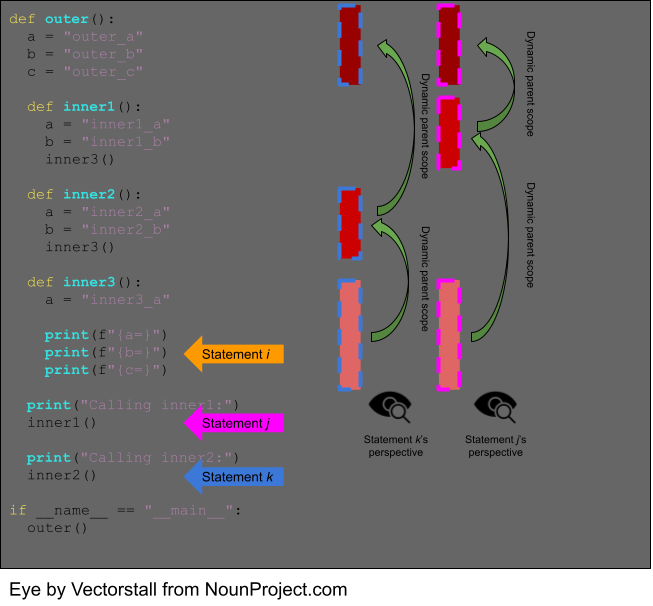 def outer():
a = "outer_a"
b = "outer_b"
c = "outer_c"
def inner1():
a = "inner1_a"
b = "inner1_b"
inner3()
def inner2():
a = "inner2_a"
b = "inner2_b"
inner3()
def inner3():
a = "inner3_a"
print(f"{a=}")
print(f"{b=}")
print(f"{c=}")
Statement i
print("Calling inner1:")
inner1()
Statement j
print("Calling inner2:")
inner2()
Statement k
if __name__ == "__main__":
outer()
Dynamic parent scope
Dynamic parent scope
Dynamic parent scope
Dynamic parent scope
Statement k's
perspective
Statement j's
perspective
Eye by Vectorstall from NounProject.com